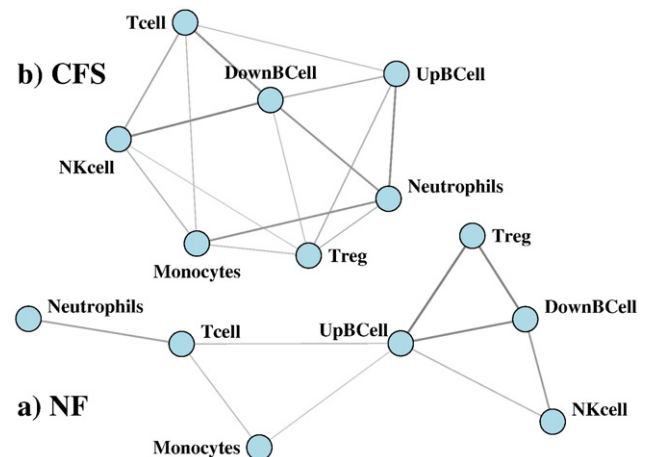 Tcell
b) CFS
DownBCell
UpBCell
NKcell
Neutrophils
Monocytes
Treg
Treg
Neutrophils
Tcell
UpBCell
DownBCell
a) NF
NKcell
Monocytes